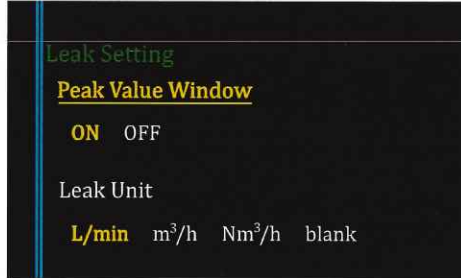 Leak Setting
Peak Value Window
ON OFF
Leak Unit
L/min m³/h Nm³/h blank